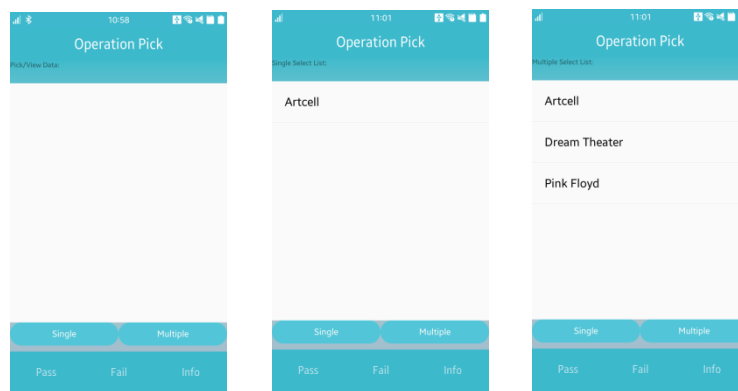 10:58
Operation Pick
Pick/View Data:
Single Multiple
Pass Fail Info
11:01
Operation Pick
Single Select List:
Artcell
Single Multiple
Pass Fail Info
11:01
Operation Pick
Multiple Select List:
Artcell
Dream Theater
Pink Floyd
Single Multiple
Pass Fail Info